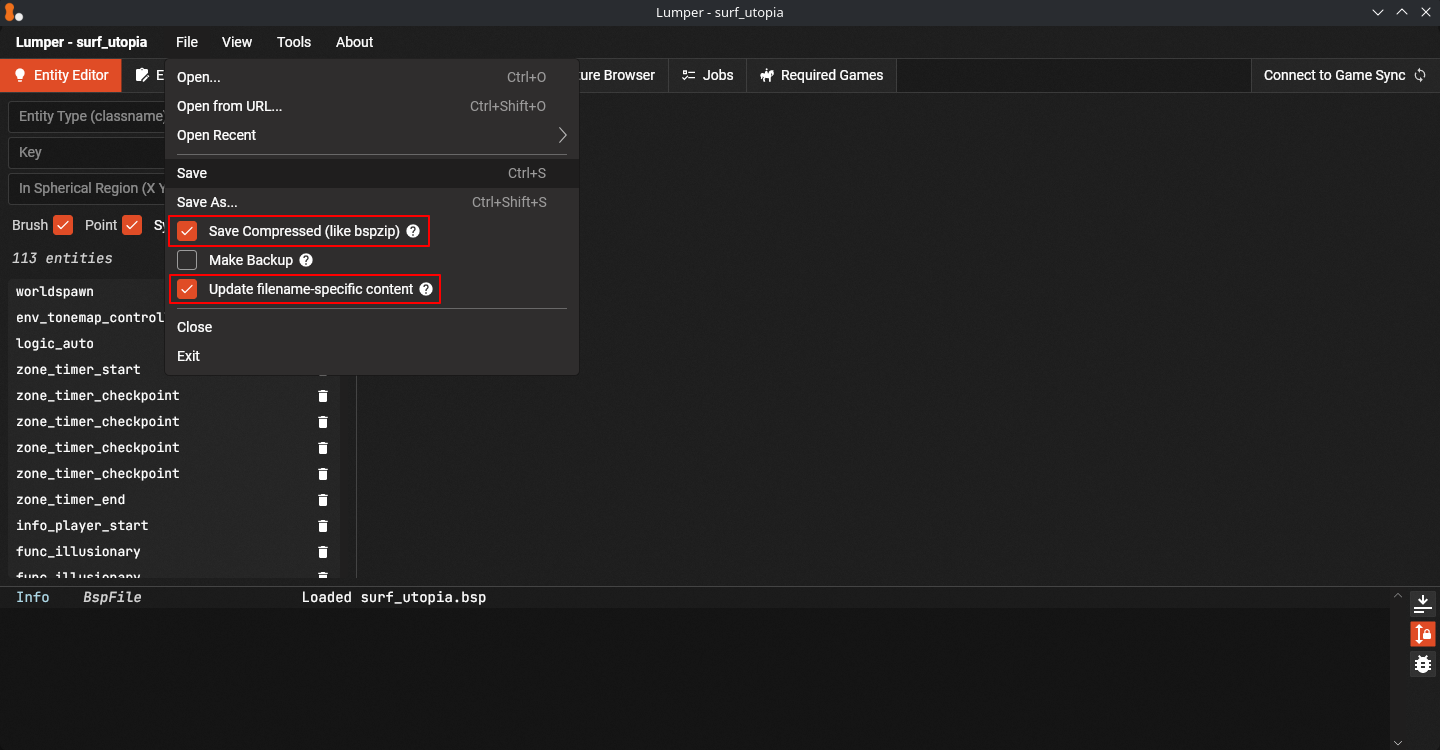 Lumper - surf_utopia
Lumper - surf_utopia File View Tools About
Entity Editor E ure Browser Jobs Required Games Connect to Game Sync
Open... Ctrl+O
Open from URL... Ctrl+Shift+O
Open Recent
Save Ctrl+S
Save As... Ctrl+Shift+S
Save Compressed (like bspzip)
Make Backup
Update filename-specific content
Close
Exit
Entity Type (classname)
Key
In Spherical Region (X Y
Brush Point Sy
113 entities
worldspawn
env_tonemap_control
logic_auto
zone_timer_start
zone_timer_checkpoint
zone_timer_checkpoint
zone_timer_checkpoint
zone_timer_checkpoint
zone_timer_end
info_player_start
func_illusionary
func_illusionary
Info BspFile Loaded surf_utopia.bsp